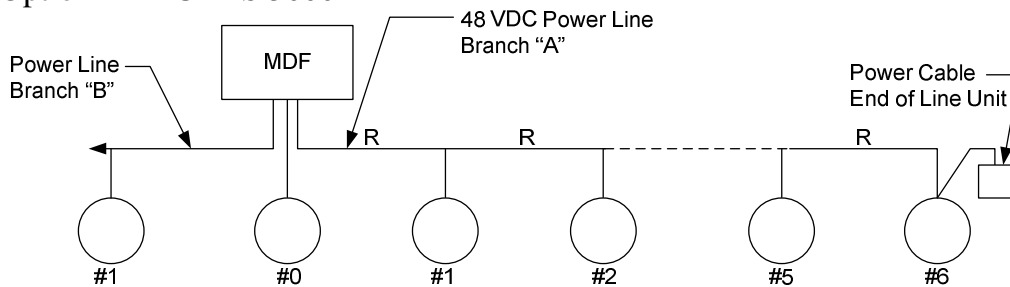 48 VDC Power Line
Branch “A”
MDF
Power Line
Branch “B”
Power Cable
End of Line Unit
R R R
#1 #0 #1 #2 #5 #6